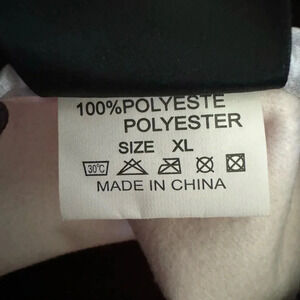 100%POLYESTE
POLYESTER
SIZE XL
30°C
MADE IN CHINA